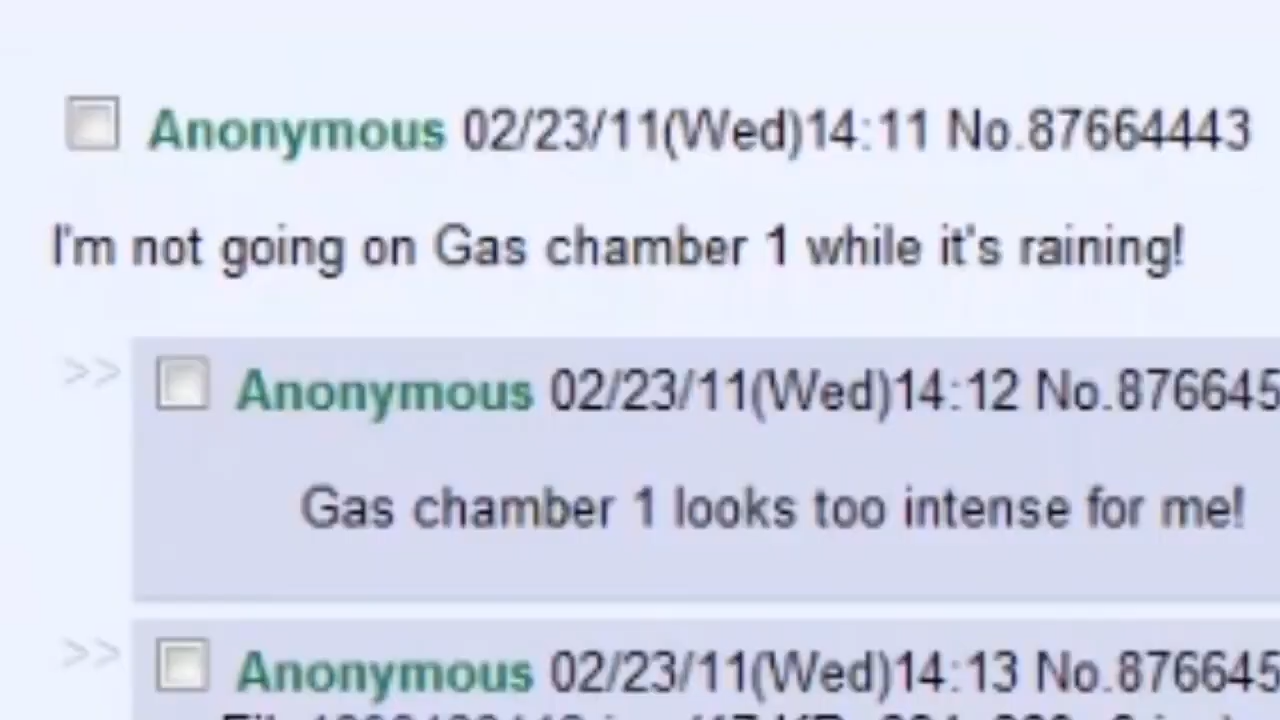 Anonymous 02/23/11(Wed)14:11 No.87664443
I'm not going on Gas chamber 1 while it's raining!
>> Anonymous 02/23/11(Wed)14:12 No.876645
Gas chamber 1 looks too intense for me!
>> Anonymous 02/23/11(Wed)14:13 No.876645